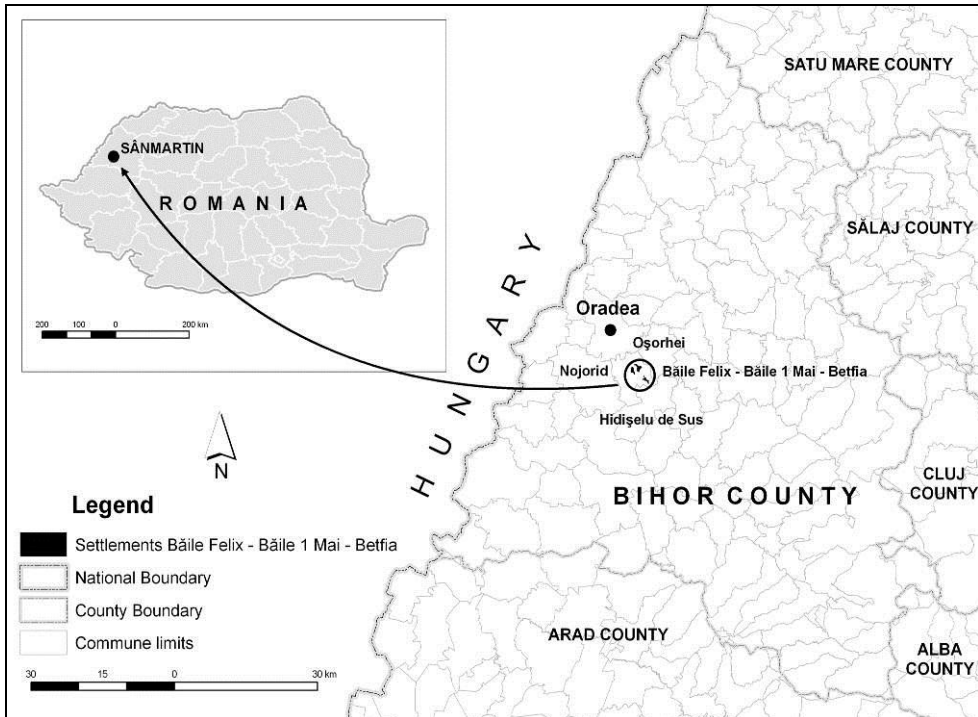 SÂNMARTIN
ROMANIA
200 100 0 200 km
SATU MARE COUNTY
SĂLAJ COUNTY
HUNGARY
Oradea
Oşorhei
Nojorid
Băile Felix - Băile 1 Mai - Betfia
Hidişelu de Sus
BIHOR COUNTY
CLUJ
COUNTY
ARAD COUNTY
ALBA
COUNTY
N
Legend
Settlements Băile Felix - Băile 1 Mai - Betfia
National Boundary
County Boundary
Commune limits
30 15 0 30 km